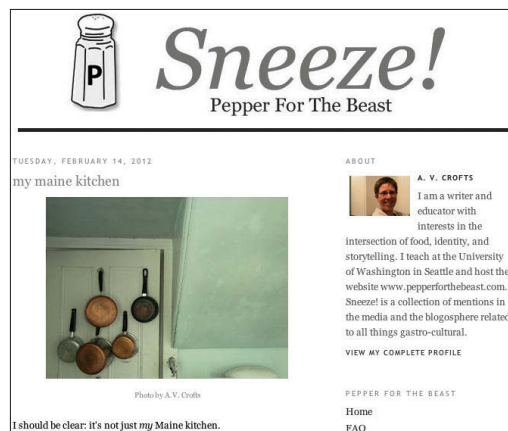 P
Sneeze!
Pepper For The Beast
TUESDAY, FEBRUARY 14, 2012
my maine kitchen
Photo by A.V. Crofts
I should be clear: it's not just my Maine kitchen.
ABOUT
A. V. CROFTS
I am a writer and
educator with
interests in the
intersection of food, identity, and
storytelling. I teach at the University
of Washington in Seattle and host the
website www.pepperforthebeast.com.
Sneeze! is a collection of mentions in
the media and the blogosphere related
to all things gastro-cultural.
VIEW MY COMPLETE PROFILE
PEPPER FOR THE BEAST
Home
FAQ